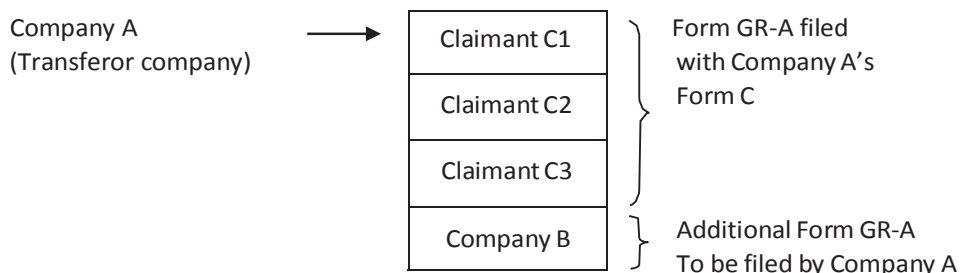 Company A
(Transferor company)
Claimant C1
Claimant C2
Claimant C3
Company B
Form GR-A filed
with Company A’s
Form C
Additional Form GR-A
To be filed by Company A